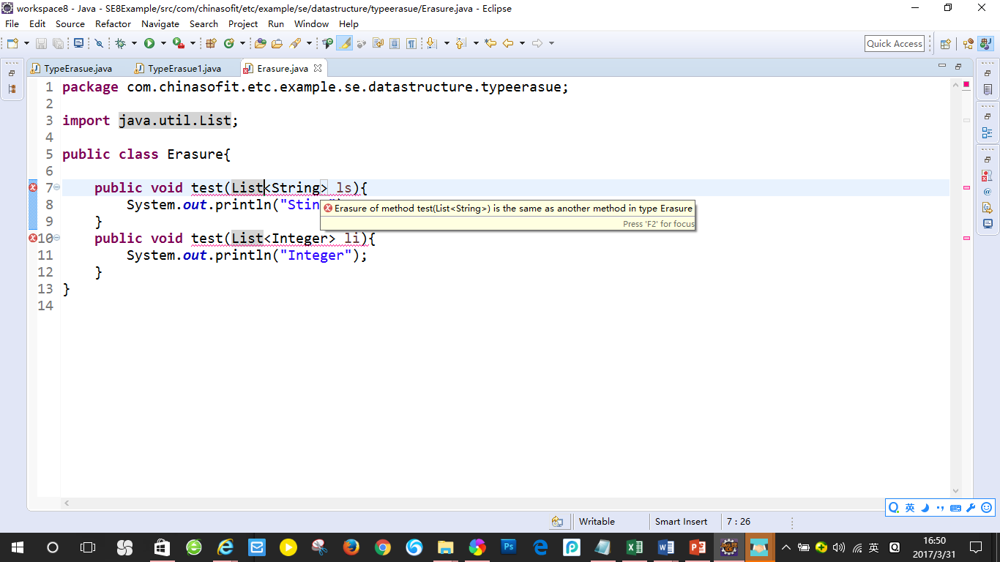 workspace8 - Java - SE8Example/src/com/chinasofit/etc/example/se/datastructure/typeerasue/Erasure.java - Eclipse
File Edit Source Refactor Navigate Search Project Run Window Help
Quick Access
TypeErasue.java TypeErasue1.java Erasure.java
1 package com.chinasofit.etc.example.se.datastructure.typeerasue;
2
3 import java.util.List;
4
5 public class Erasure{
6
7 public void test(List<String> ls){
8 System.out.println("Stin
Erasure of method test(List<String>) is the same as another method in type Erasure
Press 'F2' for focus
9 }
10 public void test(List<Integer> li){
11 System.out.println("Integer");
12 }
13 }
14
英
Writable Smart Insert 7 : 26
英
16:50
2017/3/31